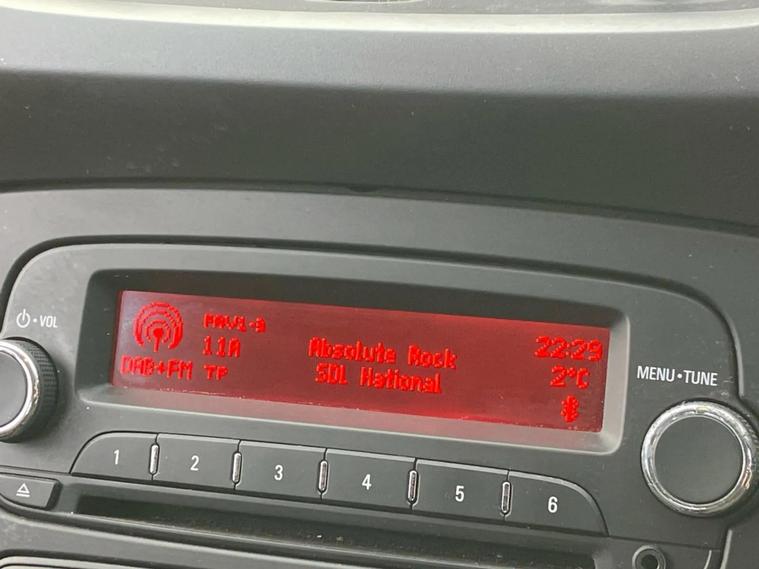 VOL
FAV1-3
11A
Absolute Rock
22:29
DAB+FM TP
SDL National
2°C
MENU•TUNE
1 2 3 4 5 6